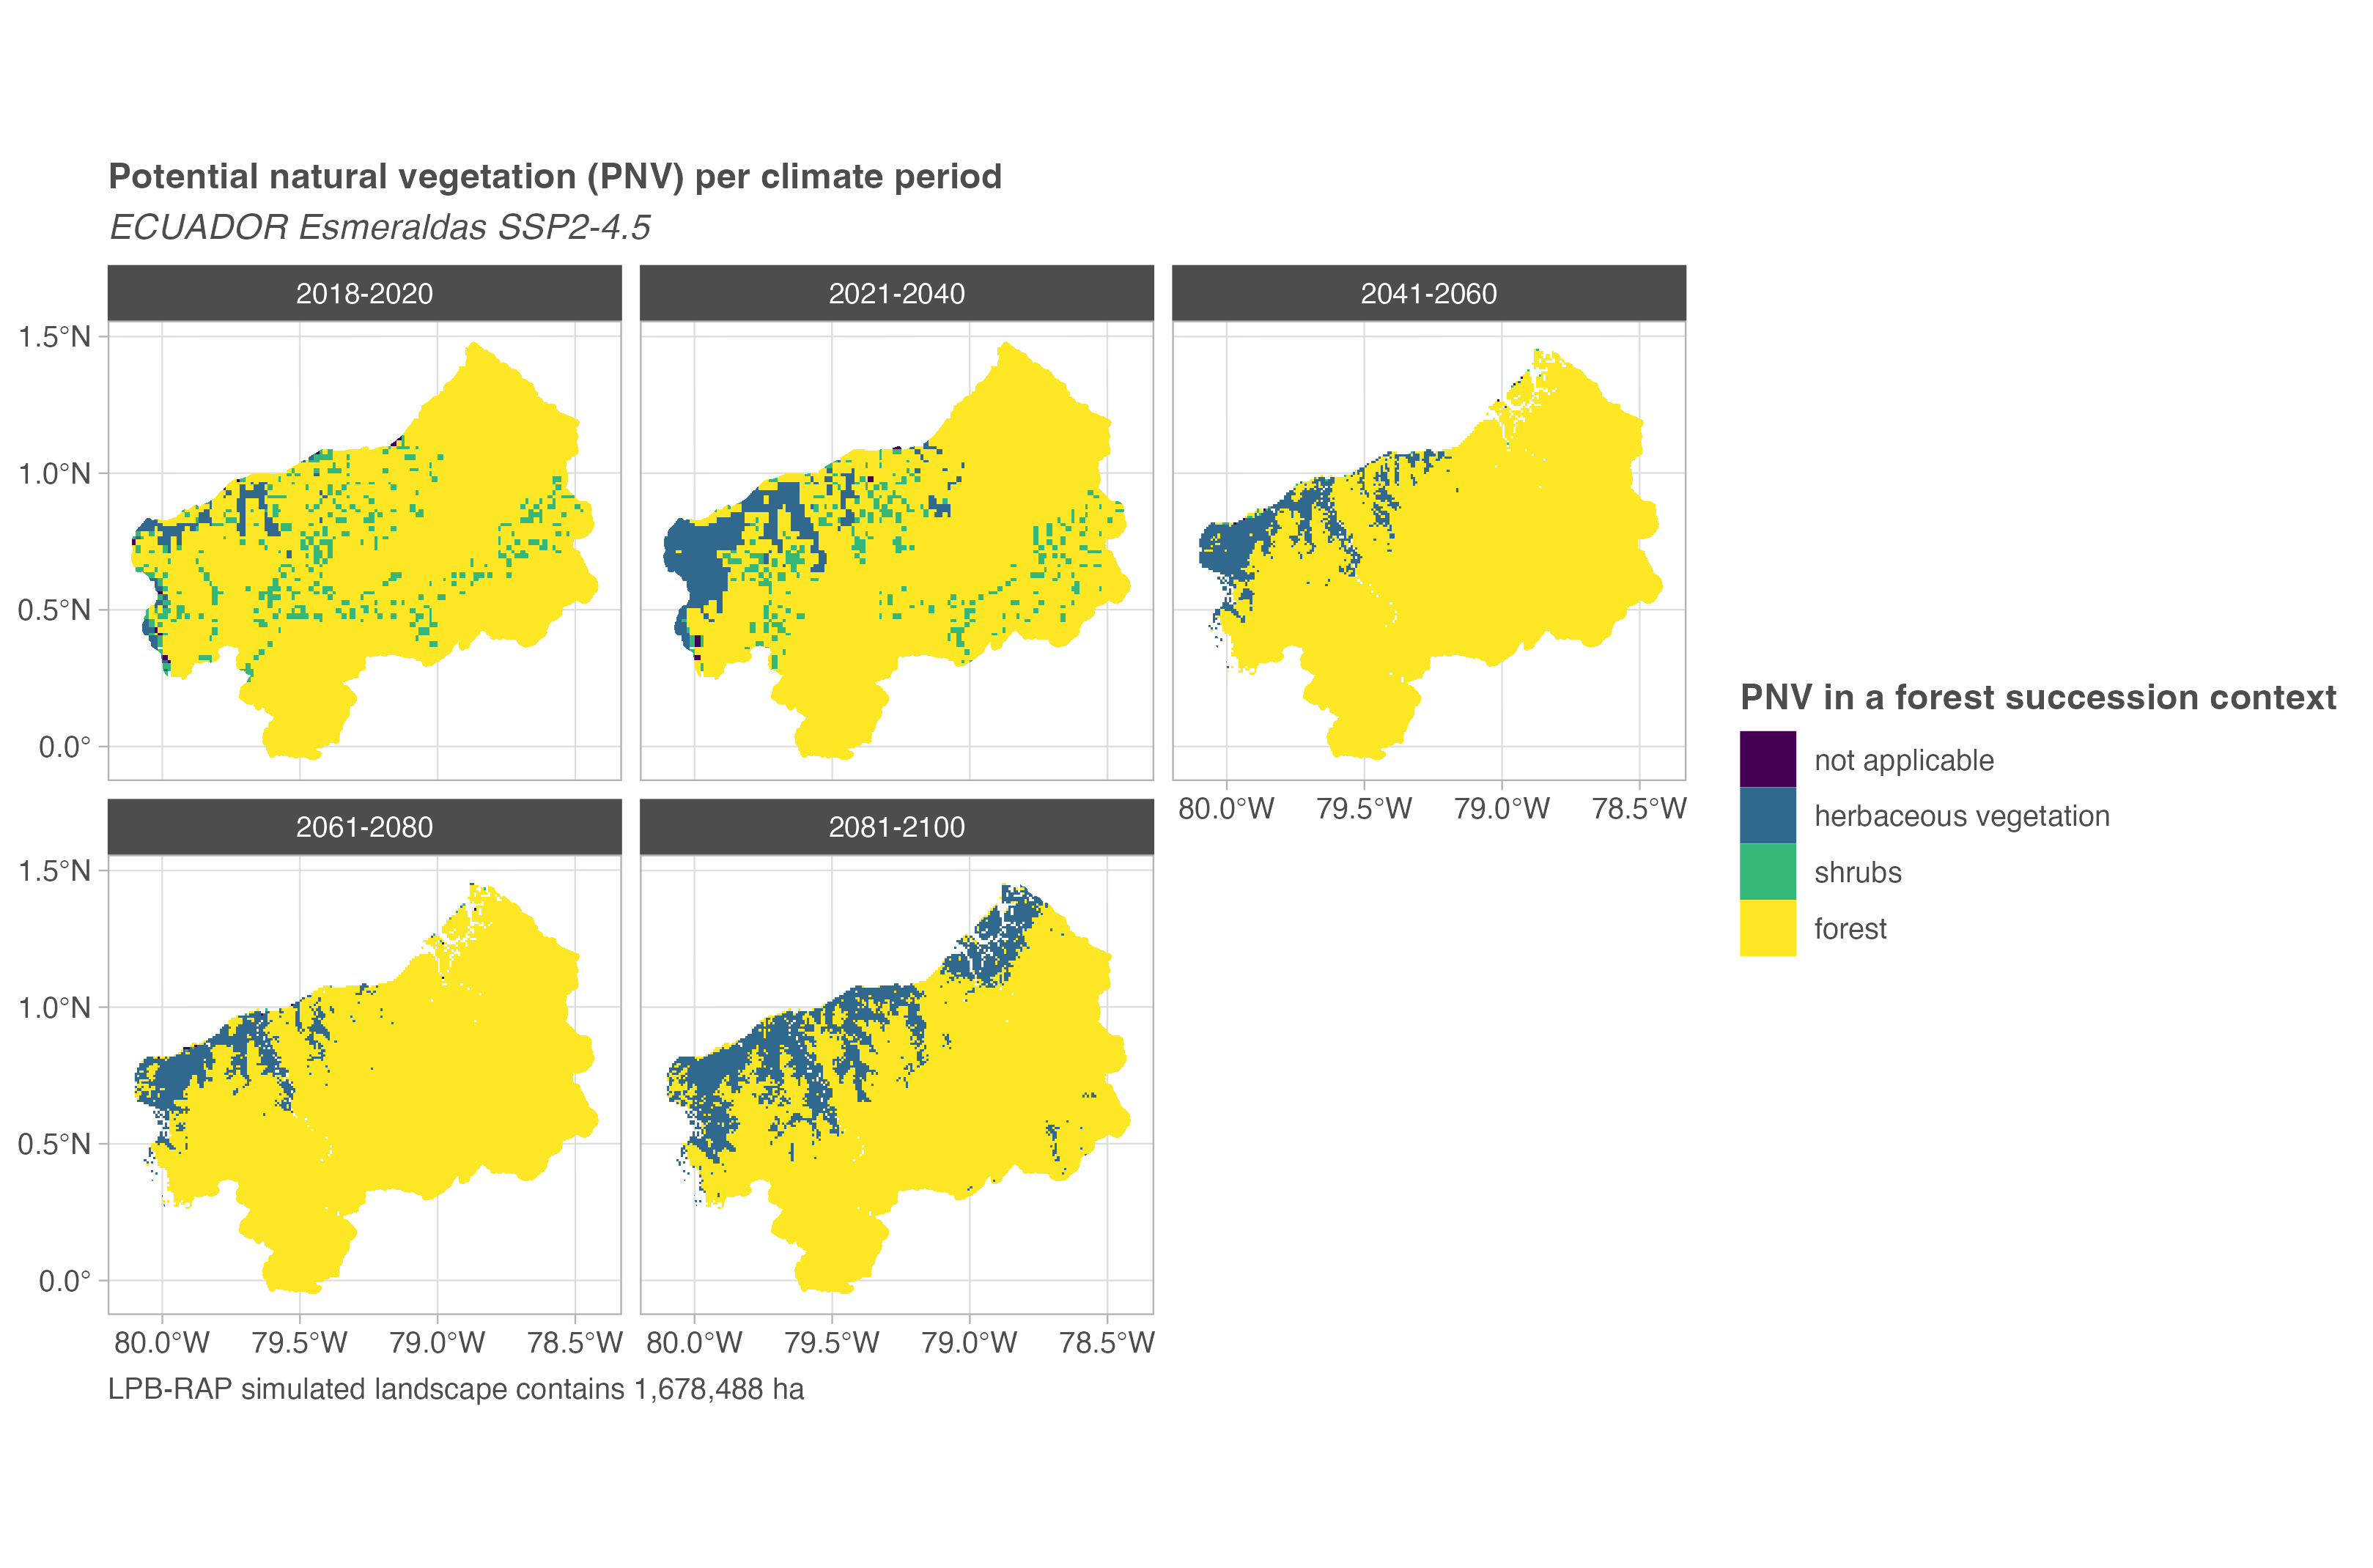 Potential natural vegetation (PNV) per climate period
ECUADOR Esmeraldas SSP2-4.5
2018-2020
2021-2040
2041-2060
1.5°N
1.0°N
0.5°N
0.0°
80.0°W 79.5°W 79.0°W 78.5°W
2061-2080
2081-2100
1.5°N
1.0°N
0.5°N
0.0°
80.0°W 79.5°W 79.0°W 78.5°W
80.0°W 79.5°W 79.0°W 78.5°W
LPB-RAP simulated landscape contains 1,678,488 ha
PNV in a forest succession context
not applicable
herbaceous vegetation
shrubs
forest